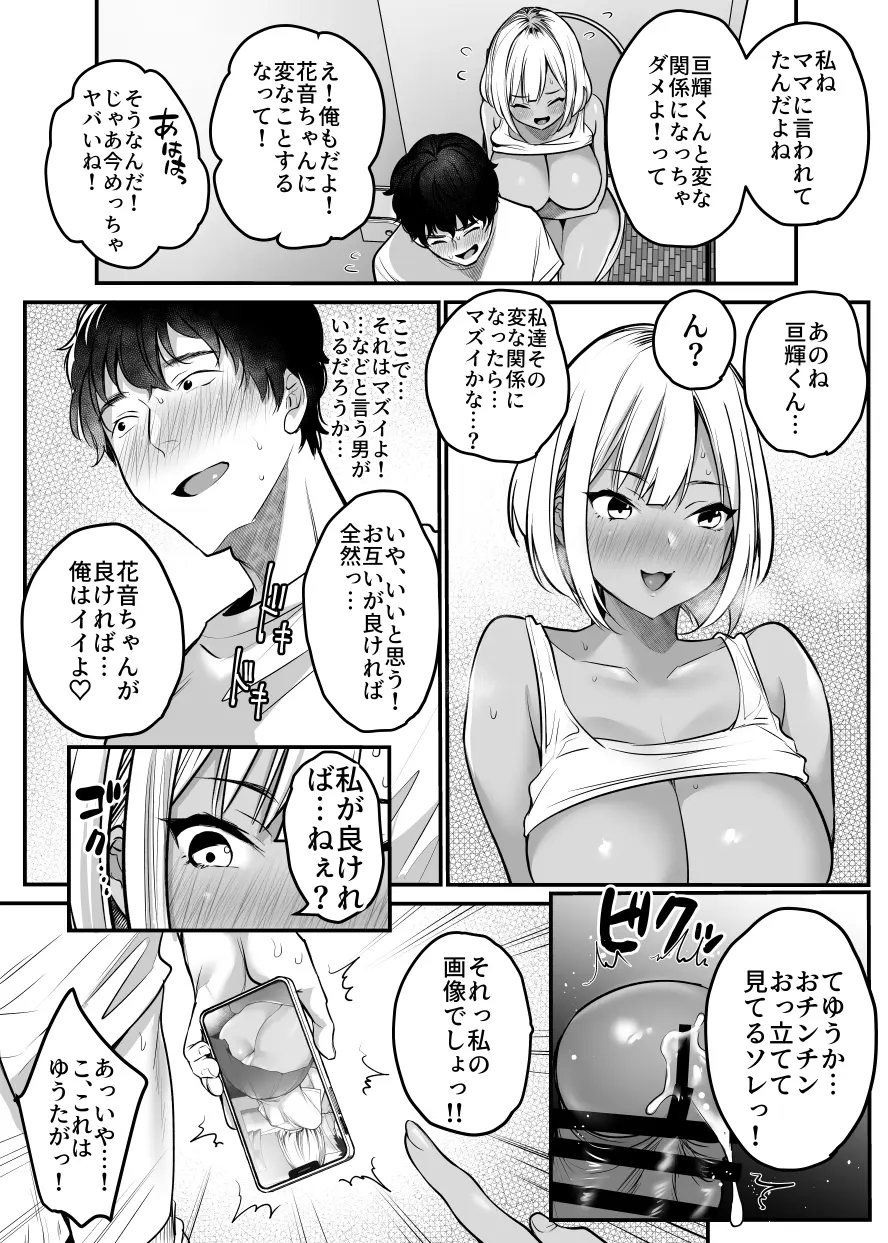 私ね
ママに言われて
たんだよね
亘輝くんと変な
関係になっちゃ
ダメよ！って
え！俺もだよ！
花音ちゃんに
変なことする
なって！
そうなんだ！
じゃあ今めっちゃ
ヤバいね！
あははっ
あのね
亘輝くん…
ん？
私達その
変な関係に
なったら…
マズイかな…？
ここで…
それはマズイよ！
…などと言う男が
いるだろうか…
いや、いいと思う！
お互いが良ければ
全然っ…
ドキ
ドキ
花音ちゃんが
良ければ…
俺はイイよ♡
私が良けれ
ば…ねぇ？
ゴク…
てゆうか…
おチンチン
おっ立てて
見てるソレっ！
ビクッ
それっ私の
画像でしょっ!!
あっいや…！
こ、これは
ゆうたがっ！